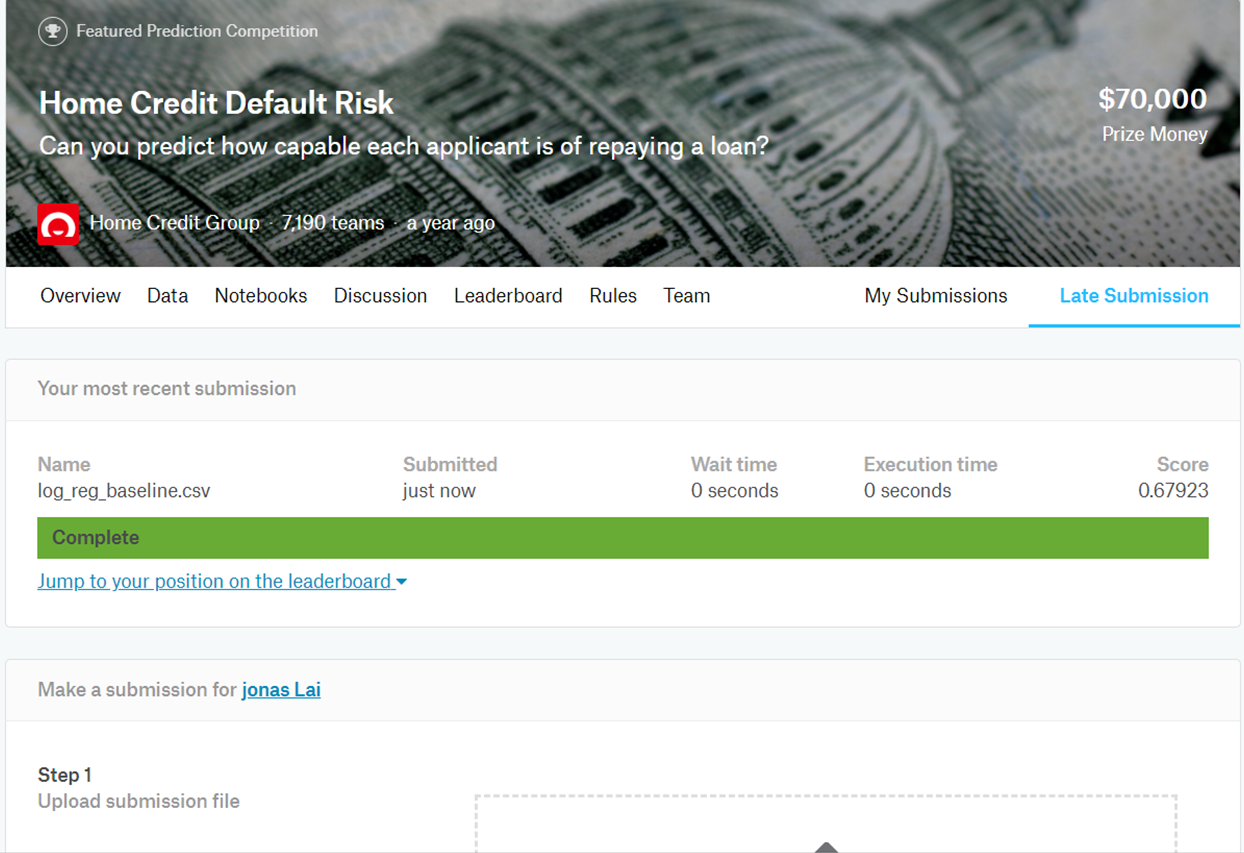 Featured Prediction Competition
Home Credit Default Risk
Can you predict how capable each applicant is of repaying a loan?
$70,000
Prize Money
Home Credit Group · 7,190 teams · a year ago
Overview Data Notebooks Discussion Leaderboard Rules Team My Submissions Late Submission
Your most recent submission
Name Submitted Wait time Execution time Score
log_reg_baseline.csv just now 0 seconds 0 seconds 0.67923
Complete
Jump to your position on the leaderboard
Make a submission for jonas Lai
Step 1
Upload submission file